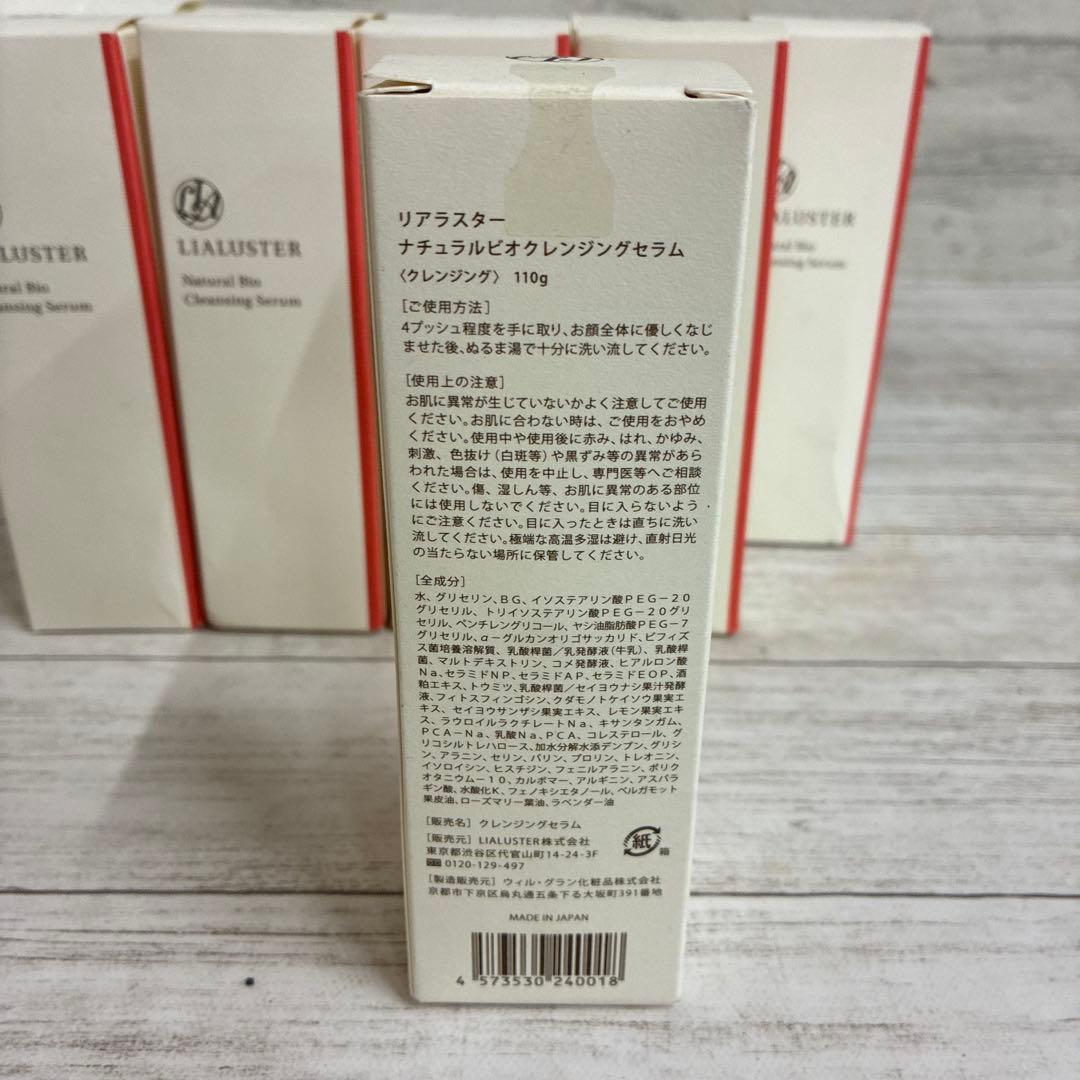 LUSTER
ral Bio
ansing Serum
LIA
LIALUSTER
Natural Bio
Cleansing Serum
ALUSTER
ral Bio
nsing Serum
リアラスター
ナチュラルビオクレンジングセラム
〈クレンジング〉 110g
[ご使用方法]
4プッシュ程度を手に取り、お顔全体に優しくなじ
ませた後、ぬるま湯で十分に洗い流してください。
[使用上の注意]
お肌に異常が生じていないかよく注意してご使用
ください。お肌に合わない時は、ご使用をおやめ
ください。使用中や使用後に赤み、はれ、かゆみ、
刺激、色抜け(白斑等)や黒ずみ等の異常があら
われた場合は、使用を中止し、専門医等へご相談
ください。傷、湿しん等、お肌に異常のある部位
には使用しないでください。目に入らないよう
にご注意ください。目に入ったときは直ちに洗い
流してください。極端な高温多湿は避け、直射日光
の当たらない場所に保管してください。
[全成分]
水、グリセリン、BG、イソステアリン酸PEG-20
グリセリル、トリイソステアリン酸PEG-20グリ
セリル、ペンチレングリコール、ヤシ油脂肪酸PEG-7
グリセリル、α-グルカンオリゴサッカリド、ビフィズ
ス菌培養溶解質、乳酸桿菌/乳発酵液(牛乳)、乳酸桿
菌、マルトデキストリン、コメ発酵液、ヒアルロン酸
Na、セラミドNP、セラミドAP、セラミドEOP、酒
粕エキス、トウミツ、乳酸桿菌/セイヨウナシ果汁発酵
液、フィトスフィンゴシン、クダモノトケイソウ果実エ
キス、セイヨウサンザシ果実エキス、レモン果実エキ
ス、ラウロイルラクチレートNa、キサンタンガム、
PCA-Na、乳酸Na、PCA、コレステロール、グ
リコシルトレハロース、加水分解水添デンプン、グリシ
ン、アラニン、セリン、バリン、プロリン、トレオニン、
イソロイシン、ヒスチジン、フェニルアラニン、ポリク
オタニウム-10、カルボマー、アルギニン、アスパラ
ギン酸、水酸化K、フェノキシエタノール、ベルガモット
果皮油、ローズマリー葉油、ラベンダー油
[販売名] クレンジングセラム
[販売元] LIALUSTER株式会社
東京都渋谷区代官山町14-24-3F
0120-129-497
紙
箱
[製造販売元] ウィル・グラン化粧品株式会社
京都市下京区烏丸通五条下る大坂町391番地
MADE IN JAPAN
4 573530 240018